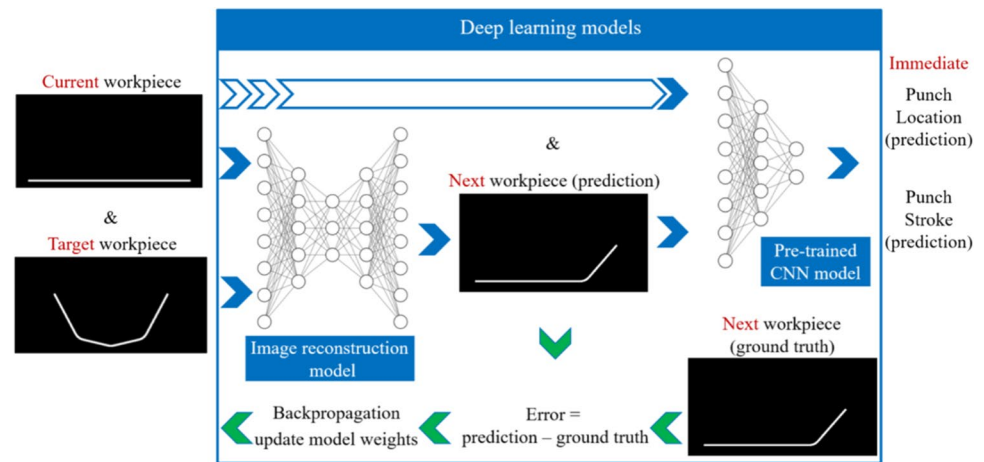 Deep learning models
Current workpiece
&
Target workpiece
Image reconstruction
model
&
Next workpiece (prediction)
Pre-trained
CNN model
Immediate
Punch
Location
(prediction)
Punch
Stroke
(prediction)
Next workpiece
(ground truth)
Error =
prediction – ground truth
Backpropagation
update model weights